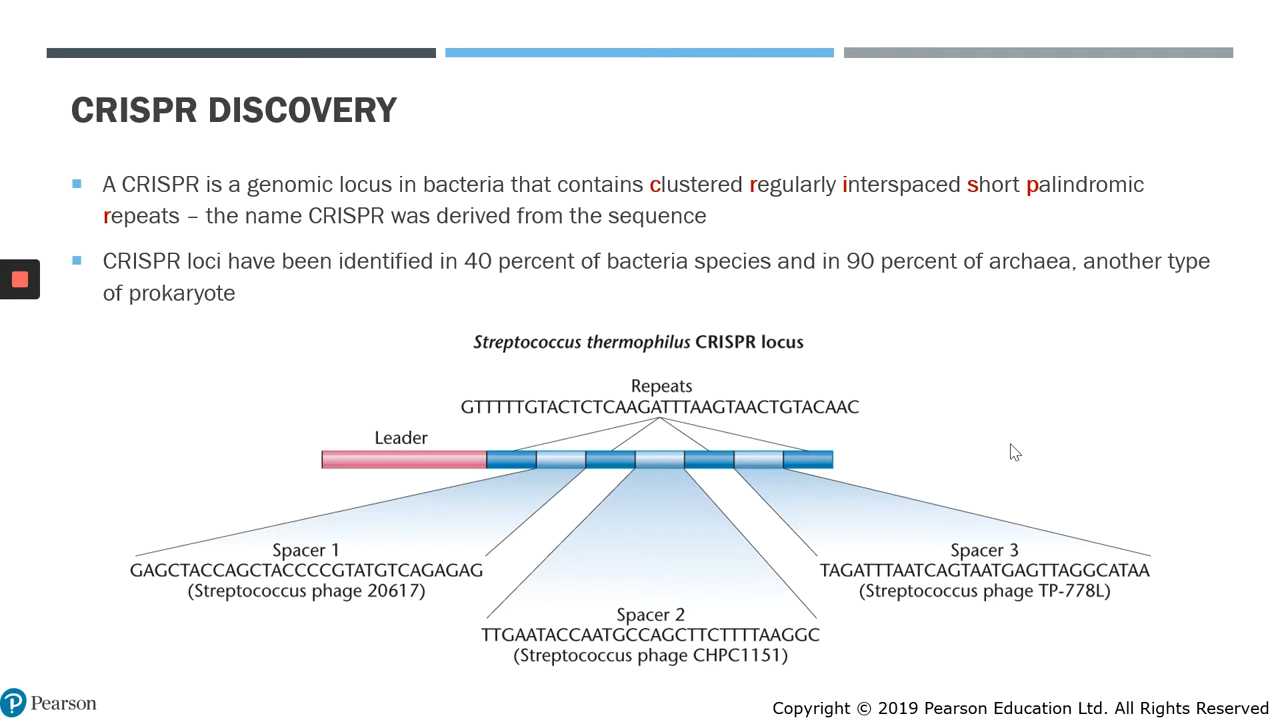 CRISPR DISCOVERY
A CRISPR is a genomic locus in bacteria that contains clustered regularly interspaced short palindromic
repeats – the name CRISPR was derived from the sequence
CRISPR loci have been identified in 40 percent of bacteria species and in 90 percent of archaea, another type
of prokaryote
Streptococcus thermophilus CRISPR locus
Repeats
GTTTTTGTACTCTCAAGATTTAAGTAACTGTACAAC
Leader
Spacer 1
GAGCTACCAGCTACCCCGTATGTCAGAGAG
(Streptococcus phage 20617)
Spacer 2
TTGAATACCAATGCCAGCTTCTTTTAAGGC
(Streptococcus phage CHPC1151)
Spacer 3
TAGATTTAATCAGTAATGAGTTAGGCATAA
(Streptococcus phage TP-778L)
P Pearson
Copyright © 2019 Pearson Education Ltd. All Rights Reserved